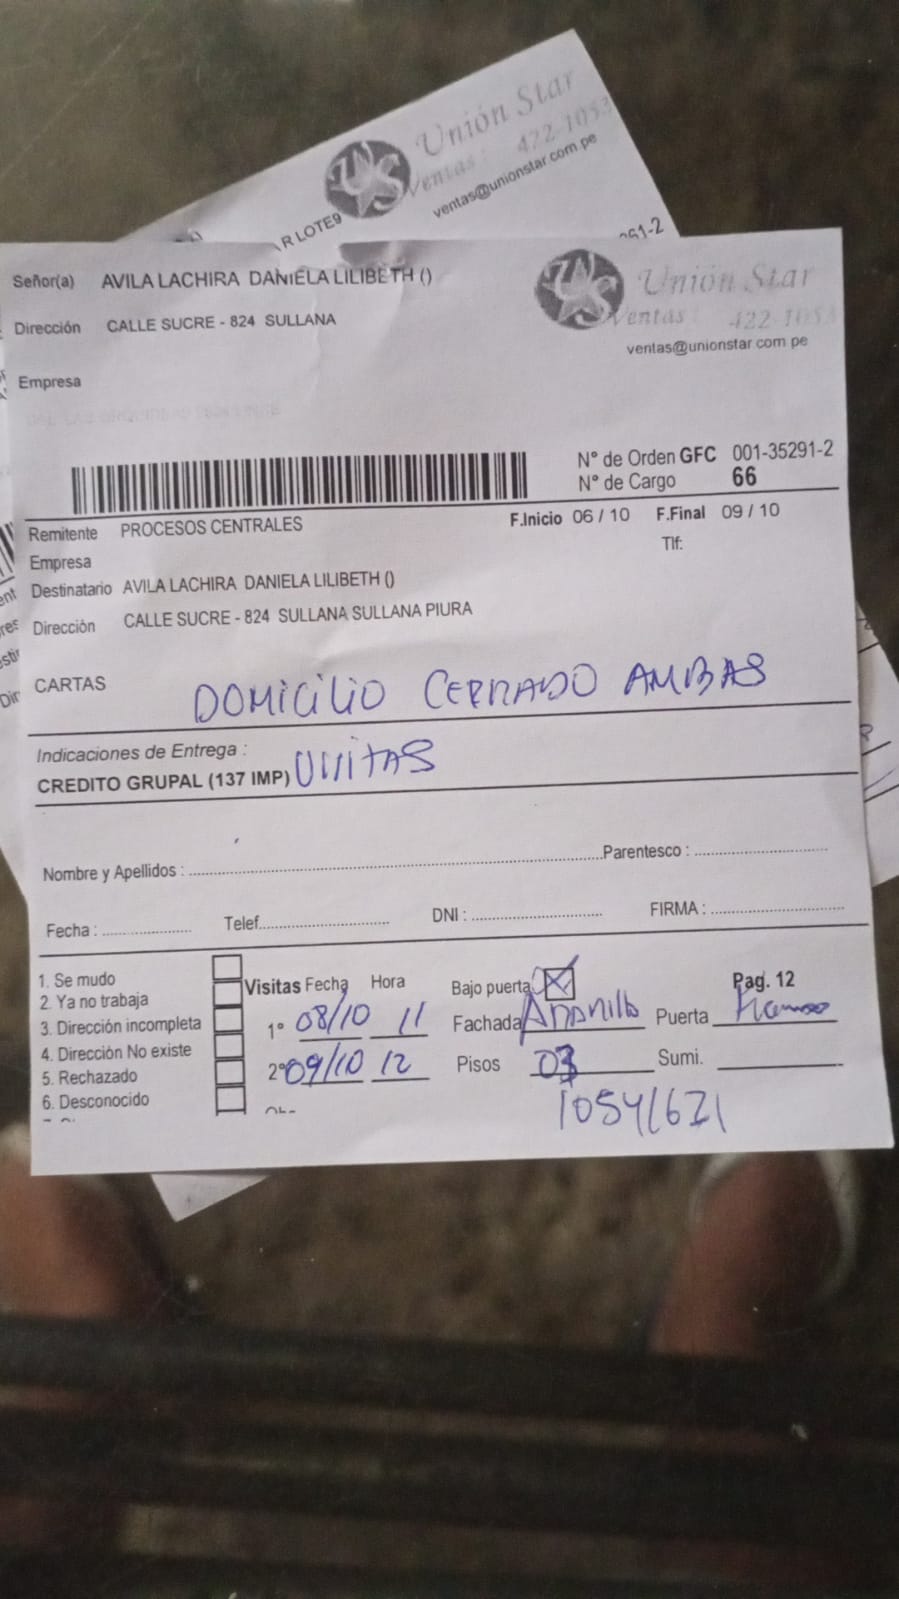 Unión Star
Ventas : 422-1053
ventas@unionstar.com.pe
R LOTE9
261-2
Señor(a) AVILA LACHIRA DANIELA LILIBETH ()
Dirección CALLE SUCRE - 824 SULLANA
Empresa
Unión Star
Ventas : 422-1053
ventas@unionstar.com pe
N° de Orden GFC 001-35291-2
N° de Cargo 66
Remitente PROCESOS CENTRALES
F.Inicio 06 / 10 F.Final 09 / 10
Empresa
Tlf:
Destinatario AVILA LACHIRA DANIELA LILIBETH ()
Dirección CALLE SUCRE - 824 SULLANA SULLANA PIURA
CARTAS DOMICILIO CERRADO AMBAS
Indicaciones de Entrega :
CREDITO GRUPAL (137 IMP) VISITAS
Nombre y Apellidos : Parentesco :
Fecha : Telef. DNI : FIRMA :
1. Se mudo
2. Ya no trabaja
3. Dirección incompleta
4. Dirección No existe
5. Rechazado
6. Desconocido
Visitas Fecha Hora Bajo puerta X Pag. 12
1° 08/10 11 Fachada Puerta
2° 09/10 12 Pisos 03 Sumi.